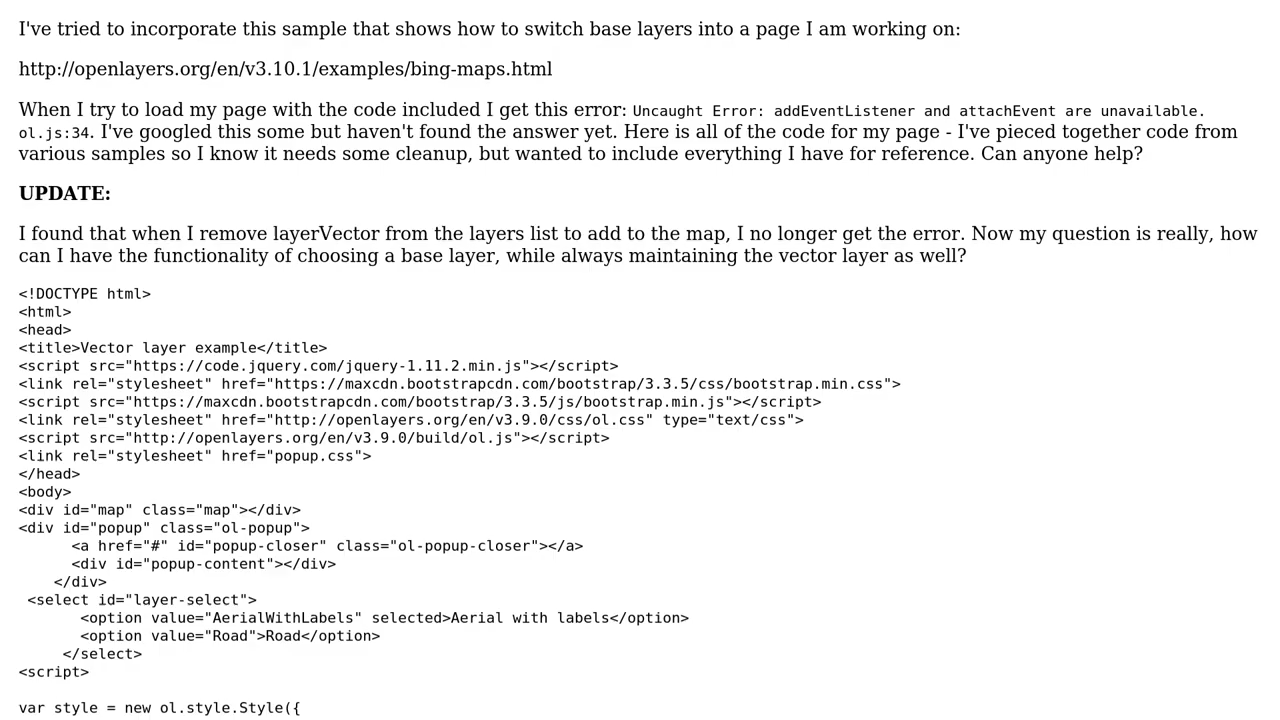 I've tried to incorporate this sample that shows how to switch base layers into a page I am working on:
http://openlayers.org/en/v3.10.1/examples/bing-maps.html
When I try to load my page with the code included I get this error: Uncaught Error: addEventListener and attachEvent are unavailable.
ol.js:34. I've googled this some but haven't found the answer yet. Here is all of the code for my page - I've pieced together code from
various samples so I know it needs some cleanup, but wanted to include everything I have for reference. Can anyone help?
UPDATE:
I found that when I remove layerVector from the layers list to add to the map, I no longer get the error. Now my question is really, how
can I have the functionality of choosing a base layer, while always maintaining the vector layer as well?
<!DOCTYPE html>
<html>
<head>
<title>Vector layer example</title>
<script src="https://code.jquery.com/jquery-1.11.2.min.js"></script>
<link rel="stylesheet" href="https://maxcdn.bootstrapcdn.com/bootstrap/3.3.5/css/bootstrap.min.css">
<script src="https://maxcdn.bootstrapcdn.com/bootstrap/3.3.5/js/bootstrap.min.js"></script>
<link rel="stylesheet" href="http://openlayers.org/en/v3.9.0/css/ol.css" type="text/css">
<script src="http://openlayers.org/en/v3.9.0/build/ol.js"></script>
<link rel="stylesheet" href="popup.css">
</head>
<body>
<div id="map" class="map"></div>
<div id="popup" class="ol-popup">
      <a href="#" id="popup-closer" class="ol-popup-closer"></a>
      <div id="popup-content"></div>
    </div>
 <select id="layer-select">
       <option value="AerialWithLabels" selected>Aerial with labels</option>
       <option value="Road">Road</option>
     </select>
<script>
var style = new ol.style.Style({